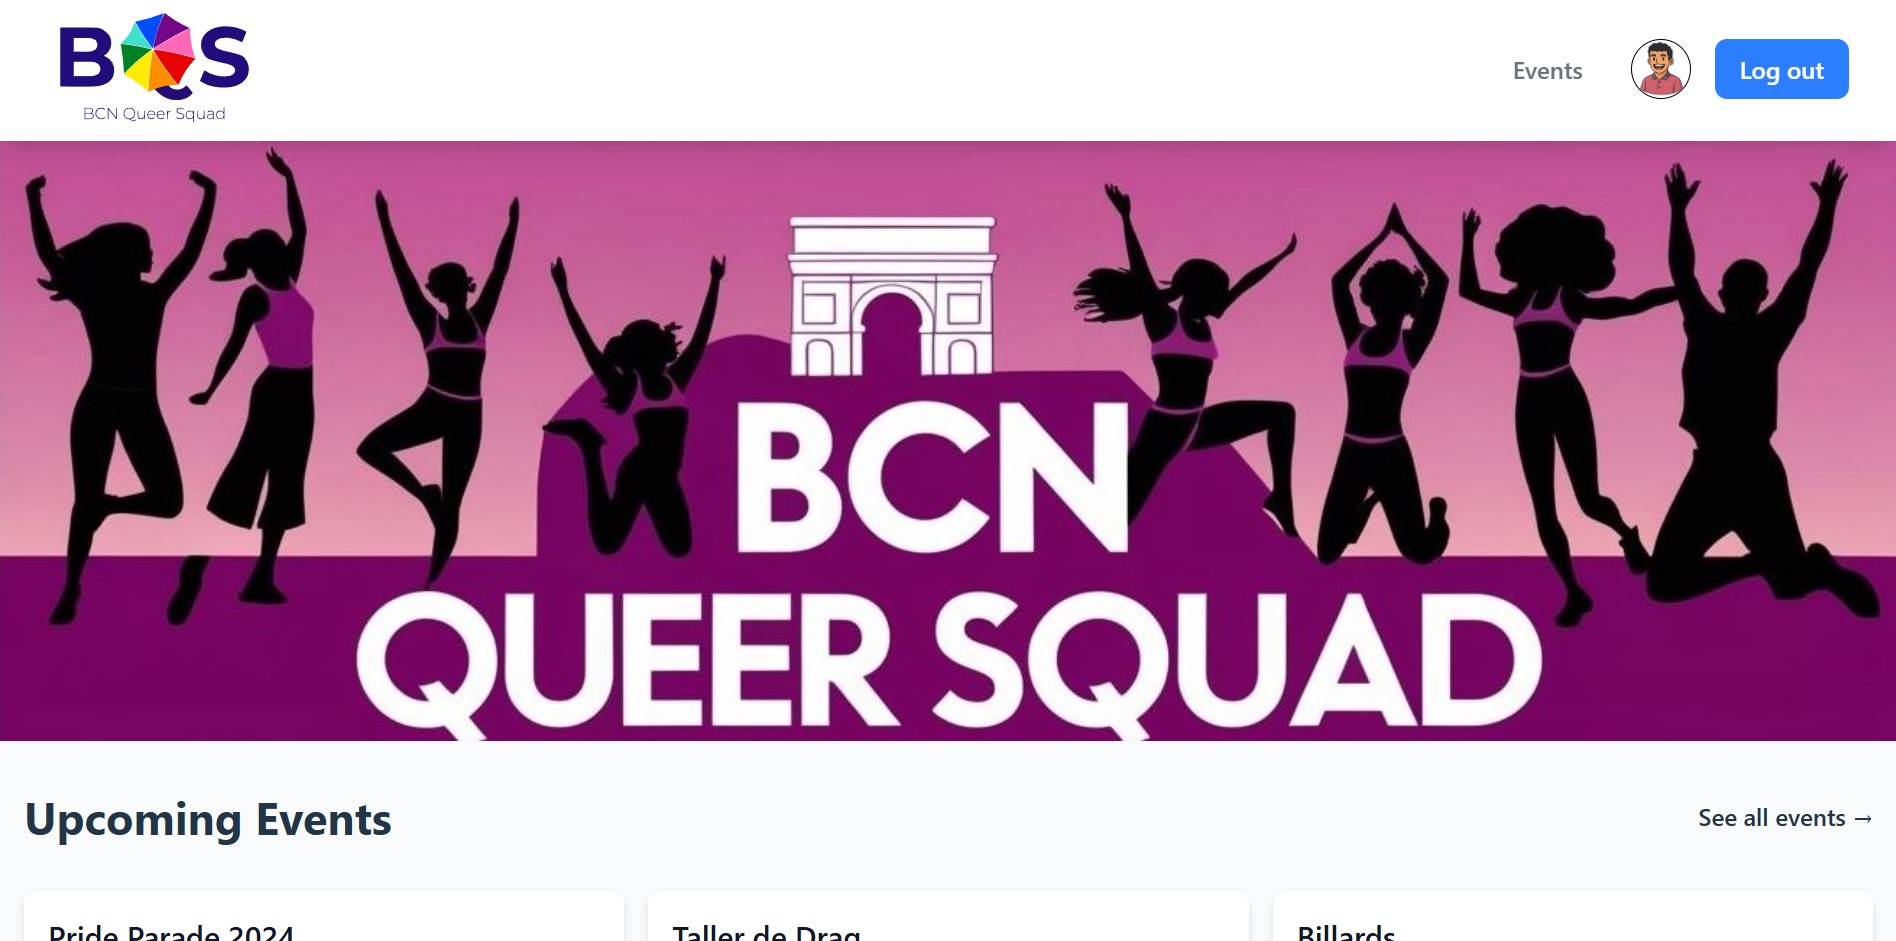 BQS
BCN Queer Squad
Events
Log out
BCN
QUEER SQUAD
Upcoming Events
See all events →
Pride Parade 2024
Taller de Drag
Billards